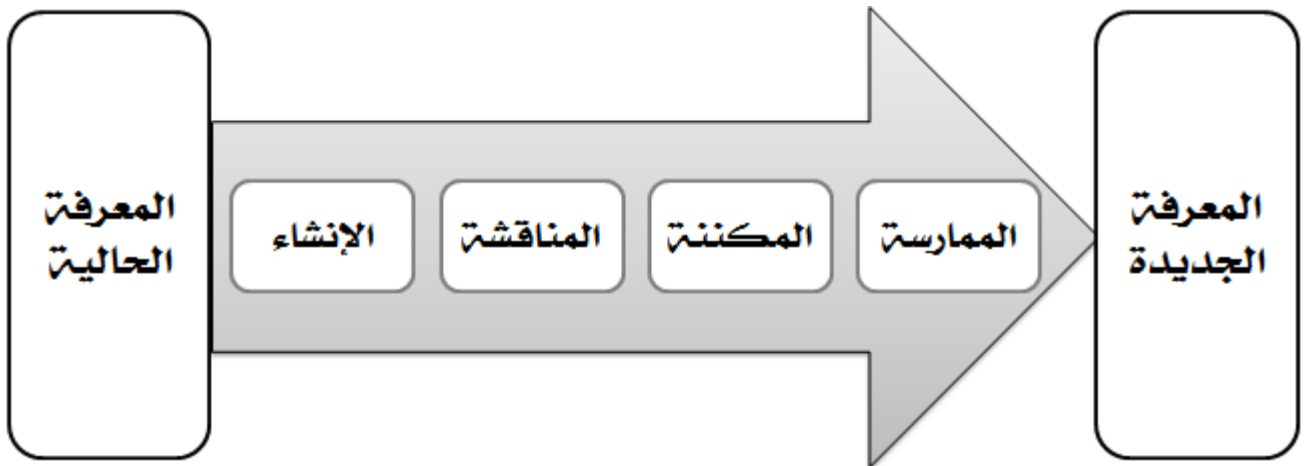 المعرفة
الحالية
الإنشاء
المناقشة
المكننة
الممارسة
المعرفة
الجديدة